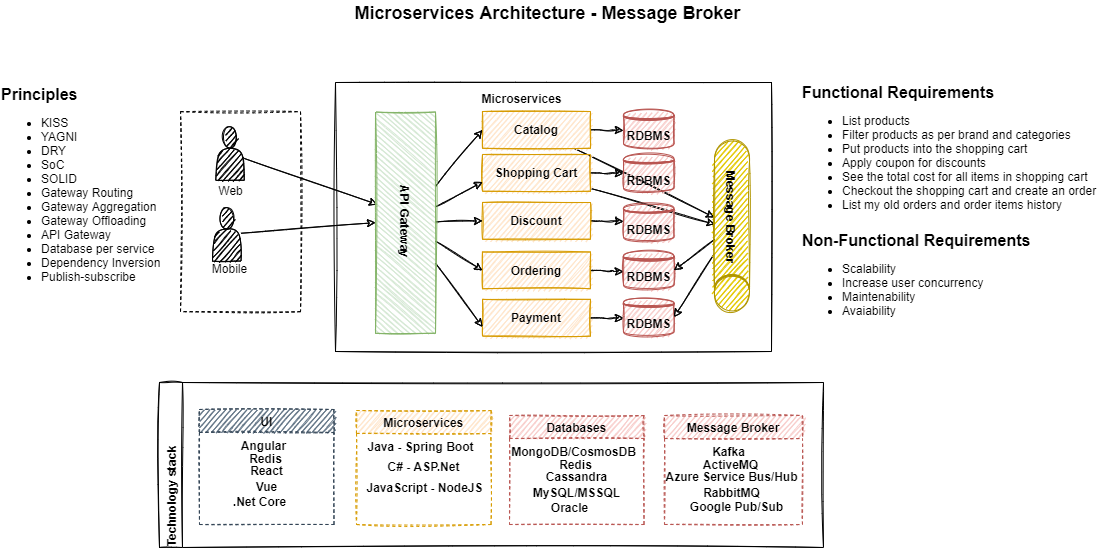 Microservices Architecture - Message Broker
Principles
KISS
YAGNI
DRY
SoC
SOLID
Gateway Routing
Gateway Aggregation
Gateway Offloading
API Gateway
Database per service
Dependency Inversion
Publish-subscribe
Web
Mobile
API Gateway
Microservices
Catalog
Shopping Cart
Discount
Ordering
Payment
RDBMS
RDBMS
RDBMS
RDBMS
RDBMS
Message Broker
Functional Requirements
List products
Filter products as per brand and categories
Put products into the shopping cart
Apply coupon for discounts
See the total cost for all items in shopping cart
Checkout the shopping cart and create an order
List my old orders and order items history
Non-Functional Requirements
Scalability
Increase user concurrency
Maintenability
Avaiability
Technology stack
UI
Angular
Redis
React
Vue
.Net Core
Microservices
Java - Spring Boot
C# - ASP.Net
JavaScript - NodeJS
Databases
MongoDB/CosmosDB
Redis
Cassandra
MySQL/MSSQL
Oracle
Message Broker
Kafka
ActiveMQ
Azure Service Bus/Hub
RabbitMQ
Google Pub/Sub